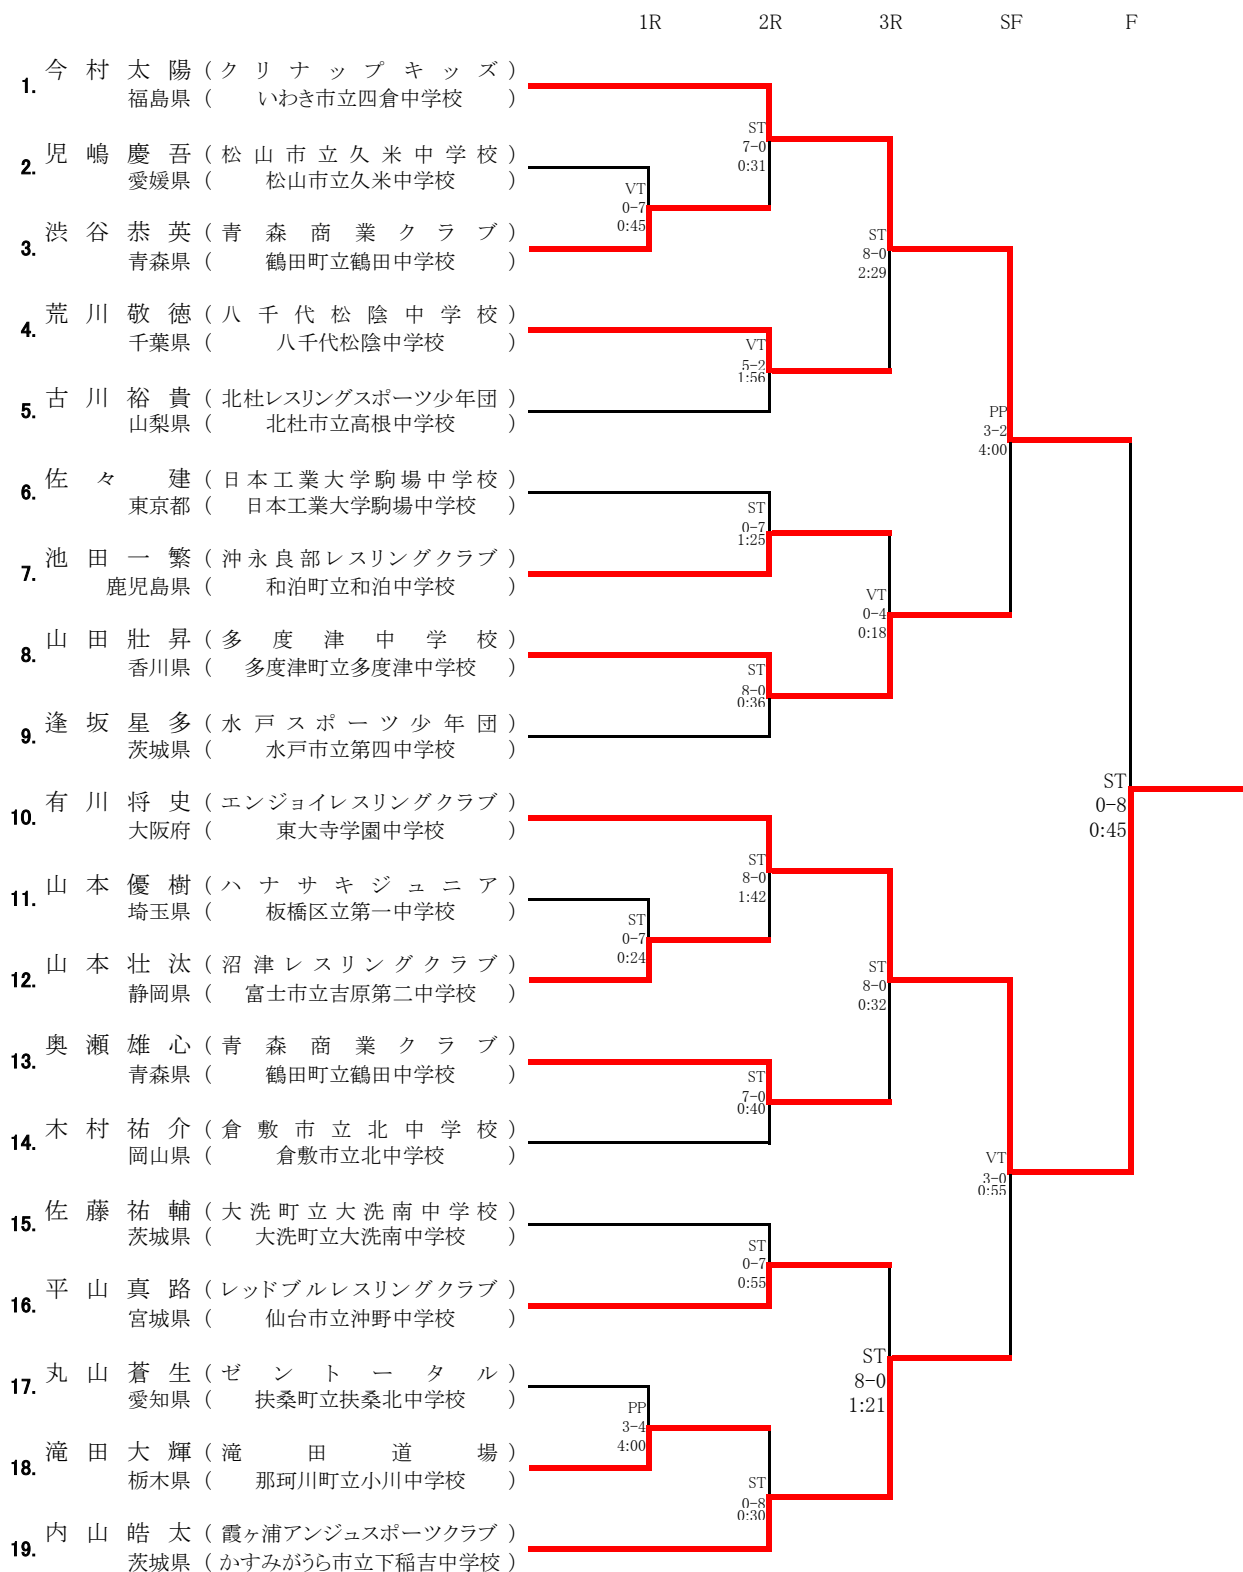 1R 2R 3R SF F
1. 今村太陽 (クリナップキッズ)
福島県 ( いわき市立四倉中学校 )
ST
7-0
0:31
2. 児嶋慶吾 (松山市立久米中学校)
愛媛県 ( 松山市立久米中学校 )
VT
0-7
0:45
3. 渋谷恭英 (青森商業クラブ)
青森県 ( 鶴田町立鶴田中学校 )
ST
8-0
2:29
4. 荒川敬徳 (八千代松陰中学校)
千葉県 ( 八千代松陰中学校 )
VT
5-2
1:56
5. 古川裕貴 (北杜レスリングスポーツ少年団)
山梨県 ( 北杜市立高根中学校 )
PP
3-2
4:00
6. 佐々建 (日本工業大学駒場中学校)
東京都 ( 日本工業大学駒場中学校 )
ST
0-7
1:25
7. 池田一繁 (沖永良部レスリングクラブ)
鹿児島県 ( 和泊町立和泊中学校 )
VT
0-4
0:18
8. 山田壯昇 (多度津中学校)
香川県 ( 多度津町立多度津中学校 )
ST
8-0
0:36
9. 逢坂星多 (水戸スポーツ少年団)
茨城県 ( 水戸市立第四中学校 )
ST
0-8
0:45
10. 有川将史 (エンジョイレスリングクラブ)
大阪府 ( 東大寺学園中学校 )
ST
8-0
1:42
11. 山本優樹 (ハナサキジュニア)
埼玉県 ( 板橋区立第一中学校 )
ST
0-7
0:24
12. 山本壮汰 (沼津レスリングクラブ)
静岡県 ( 富士市立吉原第二中学校 )
ST
8-0
0:32
13. 奥瀬雄心 (青森商業クラブ)
青森県 ( 鶴田町立鶴田中学校 )
ST
7-0
0:40
14. 木村祐介 (倉敷市立北中学校)
岡山県 ( 倉敷市立北中学校 )
VT
3-0
0:55
15. 佐藤祐輔 (大洗町立大洗南中学校)
茨城県 ( 大洗町立大洗南中学校 )
ST
0-7
0:55
16. 平山真路 (レッドブルレスリングクラブ)
宮城県 ( 仙台市立沖野中学校 )
ST
8-0
1:21
17. 丸山蒼生 (ゼントータル)
愛知県 ( 扶桑町立扶桑北中学校 )
PP
3-4
4:00
18. 滝田大輝 (滝田道場)
栃木県 ( 那珂川町立小川中学校 )
ST
0-8
0:30
19. 内山皓太 (霞ヶ浦アンジュスポーツクラブ)
茨城県 (かすみがうら市立下稲吉中学校)